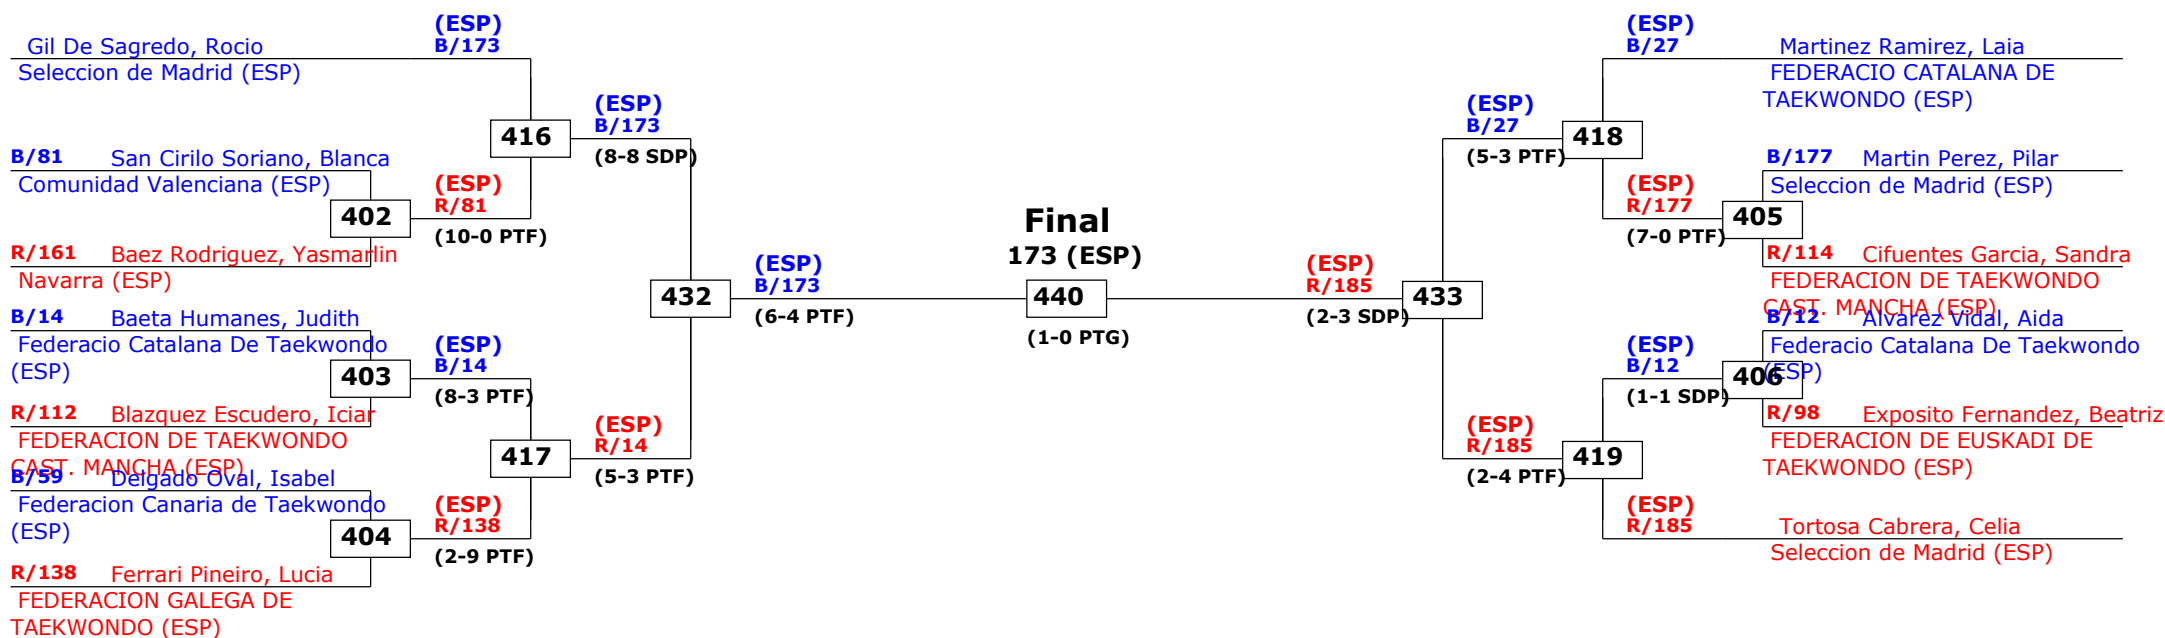 (ESP)
B/173
Gil De Sagredo, Rocio
Seleccion de Madrid (ESP)
(ESP)
B/173
416
(8-8 SDP)
B/81 San Cirilo Soriano, Blanca
Comunidad Valenciana (ESP)
(ESP)
R/81
402
(10-0 PTF)
R/161 Baez Rodriguez, Yasmarlin
Navarra (ESP)
(ESP)
B/173
432
(6-4 PTF)
B/14 Baeta Humanes, Judith
Federacio Catalana De Taekwondo
(ESP)
(ESP)
B/14
403
(8-3 PTF)
R/112 Blazquez Escudero, Iciar
FEDERACION DE TAEKWONDO
CAST. MANCHA (ESP)
(ESP)
R/14
417
(5-3 PTF)
B/59 Delgado Oval, Isabel
Federacion Canaria de Taekwondo
(ESP)
(ESP)
R/138
404
(2-9 PTF)
R/138 Ferrari Pineiro, Lucia
FEDERACION GALEGA DE
TAEKWONDO (ESP)
Final
173 (ESP)
440
(1-0 PTG)
(ESP)
B/27
Martinez Ramirez, Laia
FEDERACIO CATALANA DE
TAEKWONDO (ESP)
(ESP)
B/27
418
(5-3 PTF)
B/177 Martin Perez, Pilar
Seleccion de Madrid (ESP)
(ESP)
R/177
405
(7-0 PTF)
R/114 Cifuentes Garcia, Sandra
FEDERACION DE TAEKWONDO
CAST. MANCHA (ESP)
(ESP)
R/185
433
(2-3 SDP)
B/12 Alvarez Vidal, Aida
Federacio Catalana De Taekwondo
(ESP)
(ESP)
B/12
406
(1-1 SDP)
R/98 Exposito Fernandez, Beatriz
FEDERACION DE EUSKADI DE
TAEKWONDO (ESP)
(ESP)
R/185
419
(2-4 PTF)
(ESP)
R/185
Tortosa Cabrera, Celia
Seleccion de Madrid (ESP)